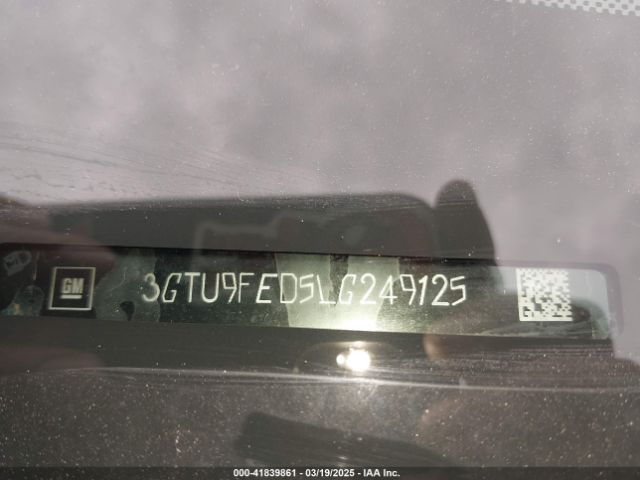 GM 3GTU9FED5LG249125
000-41839861 - 03/19/2025 - IAA Inc.